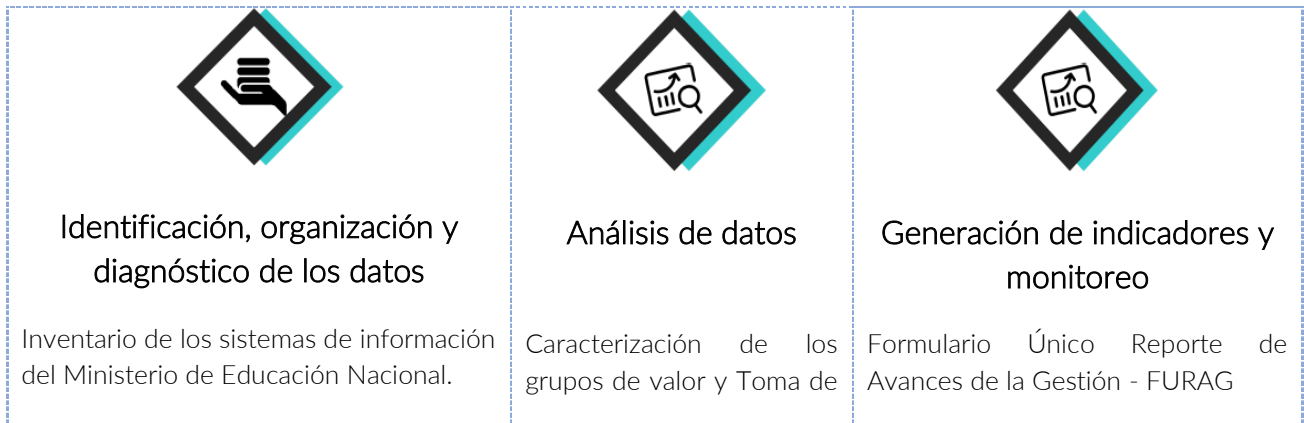 Identificación, organización y
diagnóstico de los datos
Inventario de los sistemas de información
del Ministerio de Educación Nacional.
Análisis de datos
Caracterización de los
grupos de valor y Toma de
Generación de indicadores y
monitoreo
Formulario Único Reporte de
Avances de la Gestión - FURAG